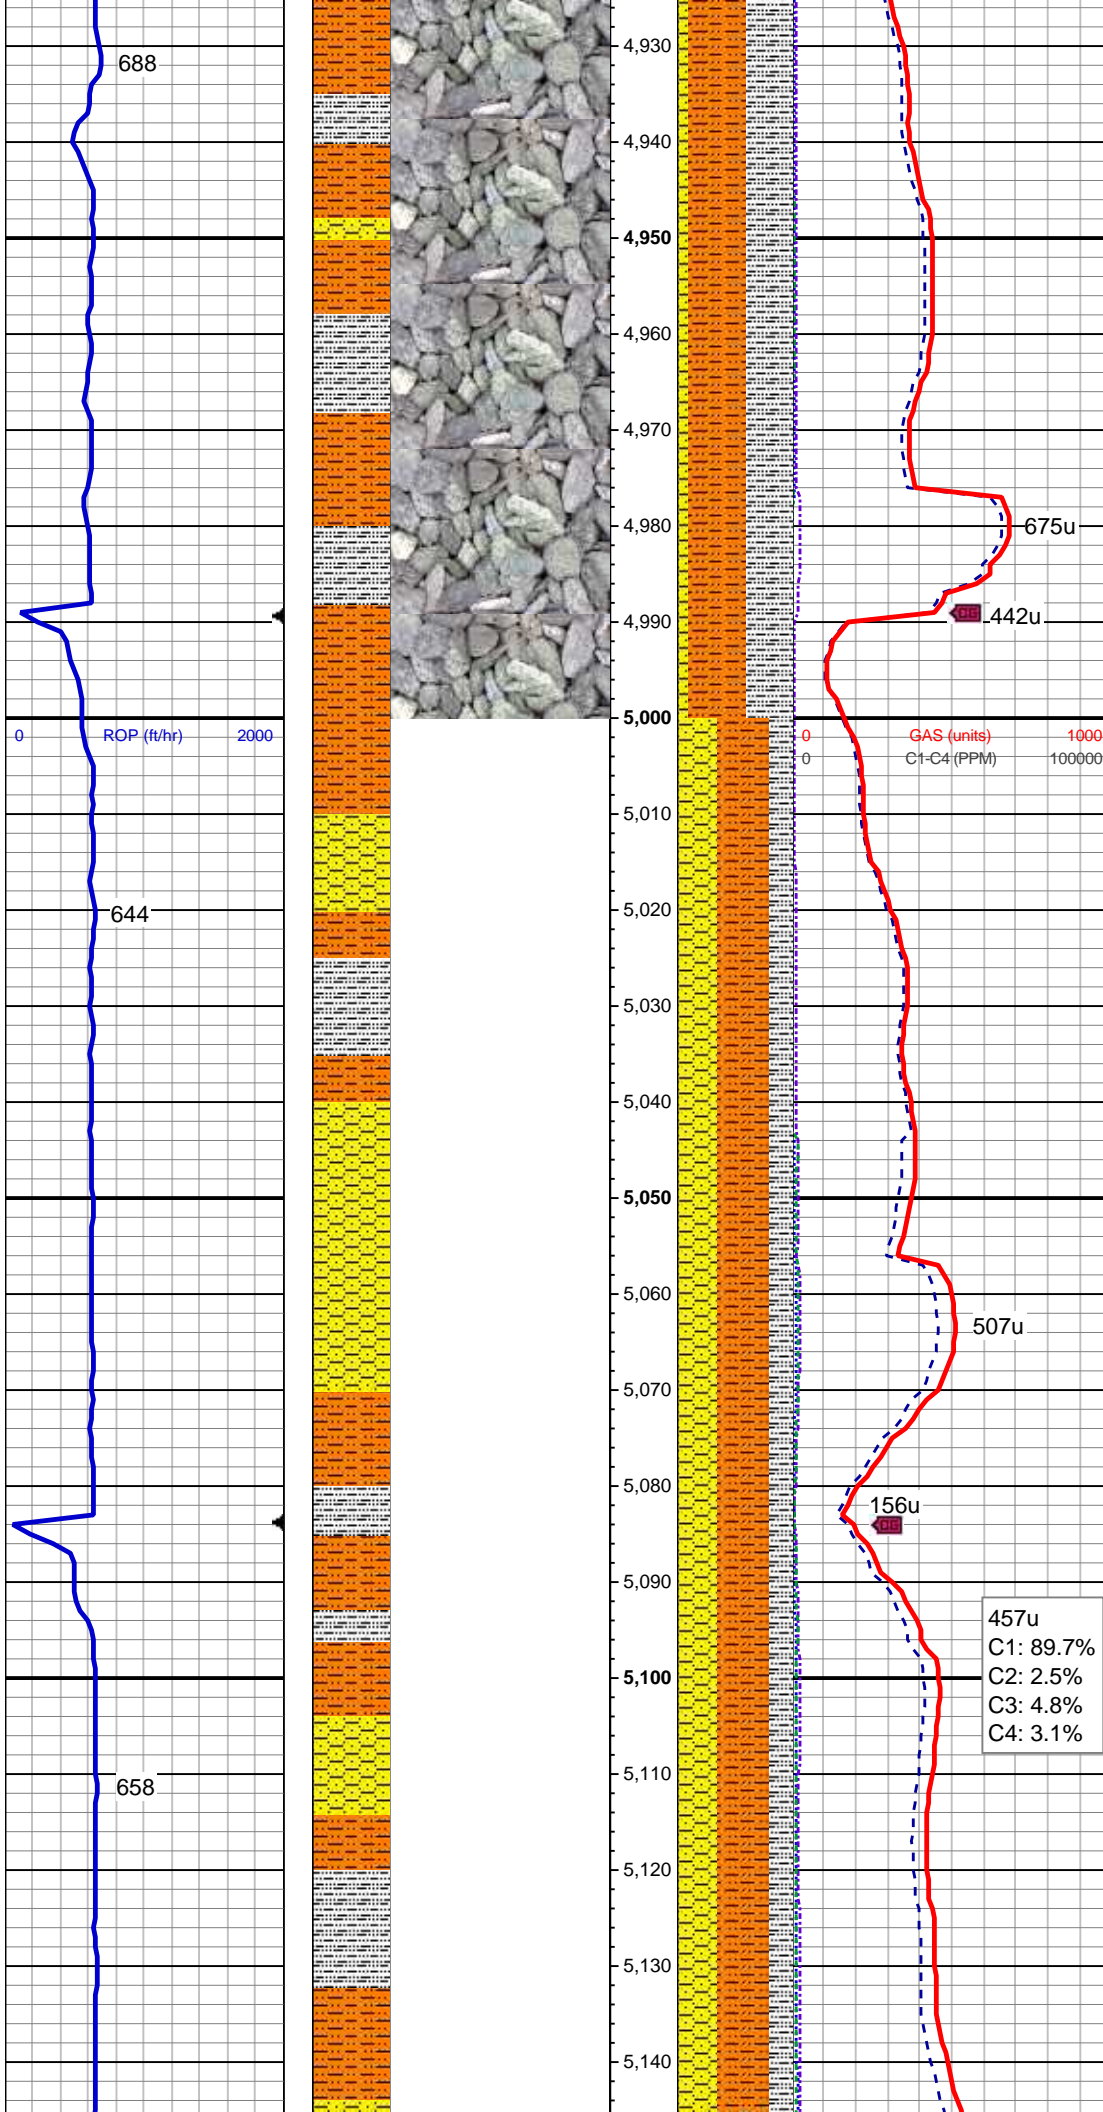 4,930
688
4,940
4,950
4,960
4,970
4,980
675u
4,990
CG 442u
5,000
0 ROP (ft/hr) 2000
0 GAS (units) 1000
0 C1-C4 (PPM) 100000
5,010
5,020
644
5,030
5,040
5,050
5,060
507u
5,070
5,080
156u
CG
5,090
457u
C1: 89.7%
C2: 2.5%
C3: 4.8%
C4: 3.1%
5,100
5,110
658
5,120
5,130
5,140